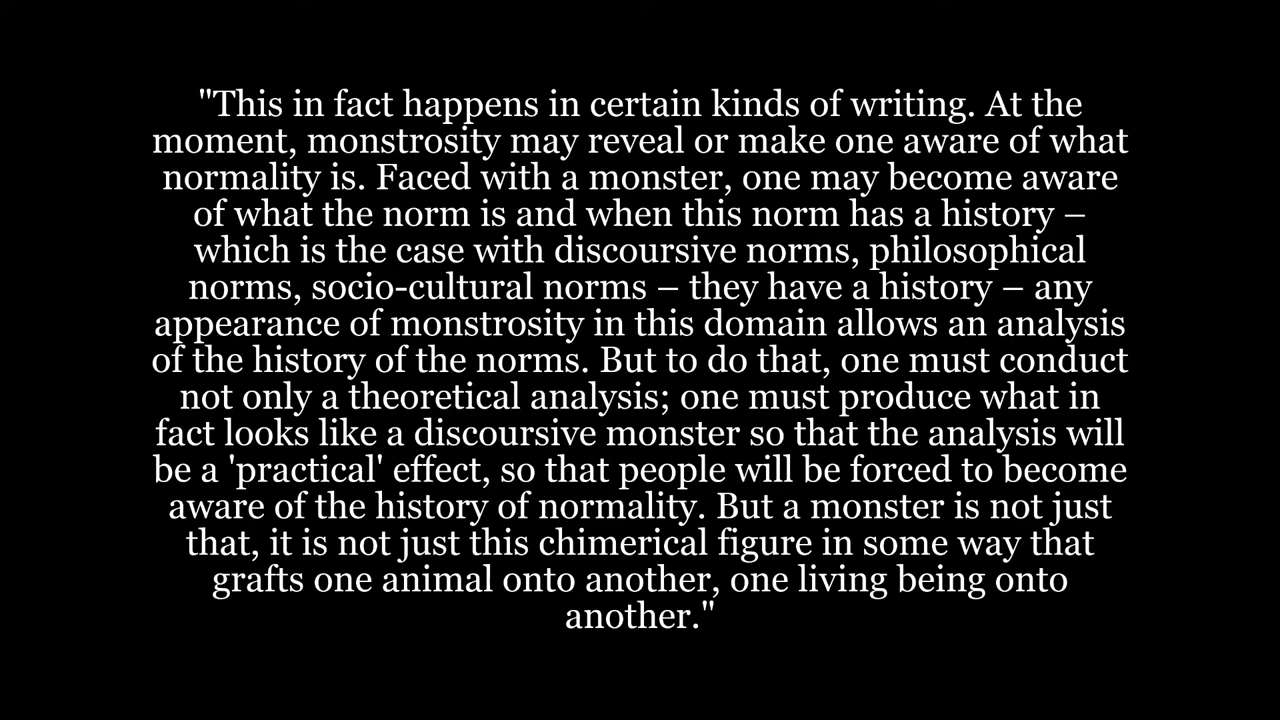 "This in fact happens in certain kinds of writing. At the
moment, monstrosity may reveal or make one aware of what
normality is. Faced with a monster, one may become aware
of what the norm is and when this norm has a history –
which is the case with discoursive norms, philosophical
norms, socio-cultural norms – they have a history – any
appearance of monstrosity in this domain allows an analysis
of the history of the norms. But to do that, one must conduct
not only a theoretical analysis; one must produce what in
fact looks like a discoursive monster so that the analysis will
be a 'practical' effect, so that people will be forced to become
aware of the history of normality. But a monster is not just
that, it is not just this chimerical figure in some way that
grafts one animal onto another, one living being onto
another."